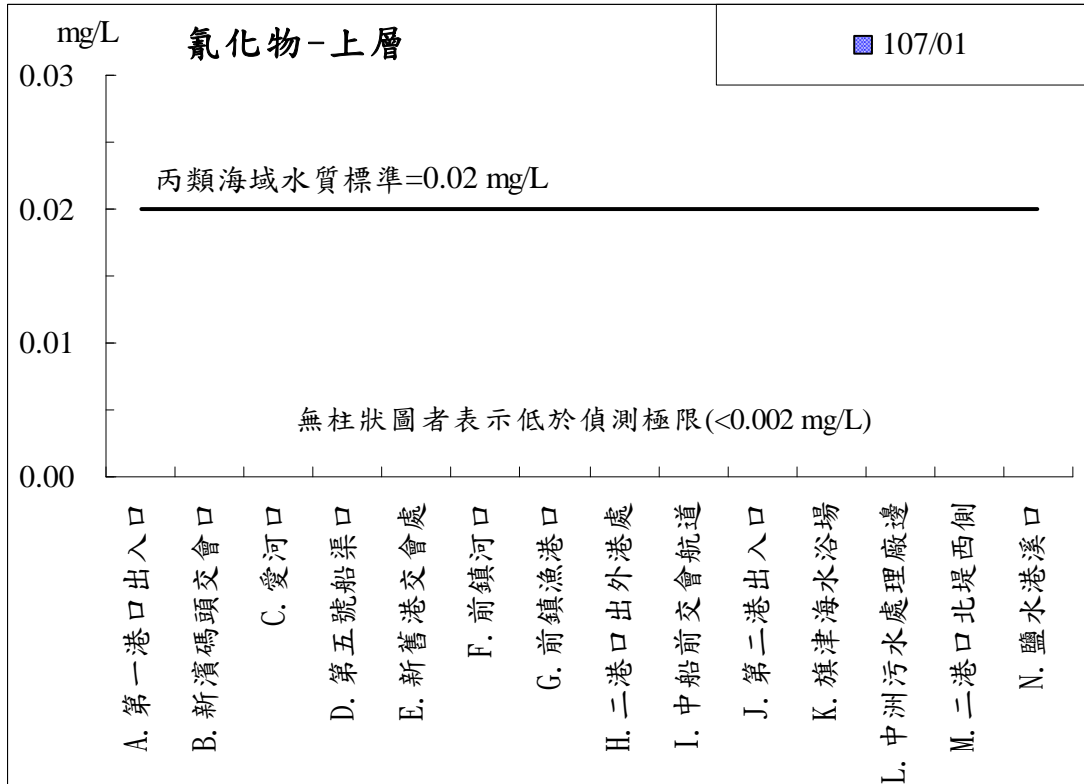 mg/L
氰化物-上層
107/01
0.03
丙類海域水質標準=0.02 mg/L
0.02
0.01
無柱狀圖者表示低於偵測極限(<0.002 mg/L)
0.00
A. 第一港口出入口
B. 新濱碼頭交會口
C. 愛河口
D. 第五號船渠口
E. 新舊港交會處
F. 前鎮河口
G. 前鎮漁港口
H. 二港口出外港處
I. 中船前交會航道
J. 第二港出入口
K. 旗津海水浴場
L. 中洲污水處理廠邊
M. 二港口北堤西側
N. 鹽水港溪口